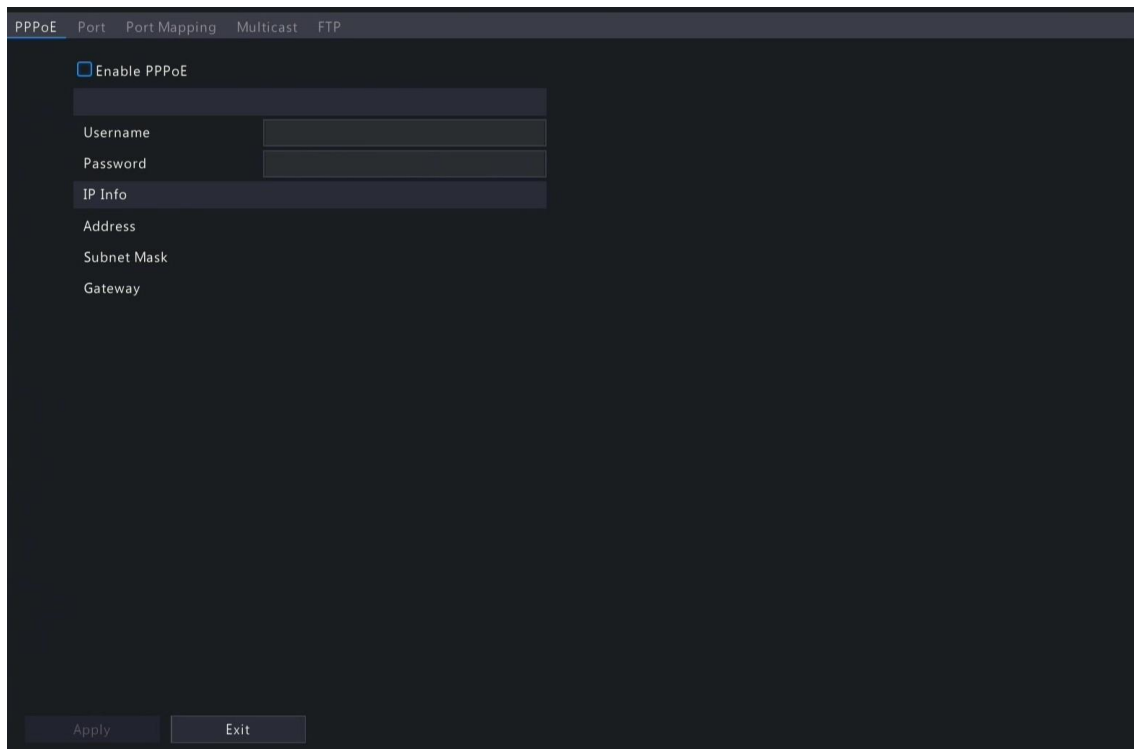 PPPoE Port Port Mapping Multicast FTP
Enable PPPoE
Username
Password
IP Info
Address
Subnet Mask
Gateway
Apply Exit